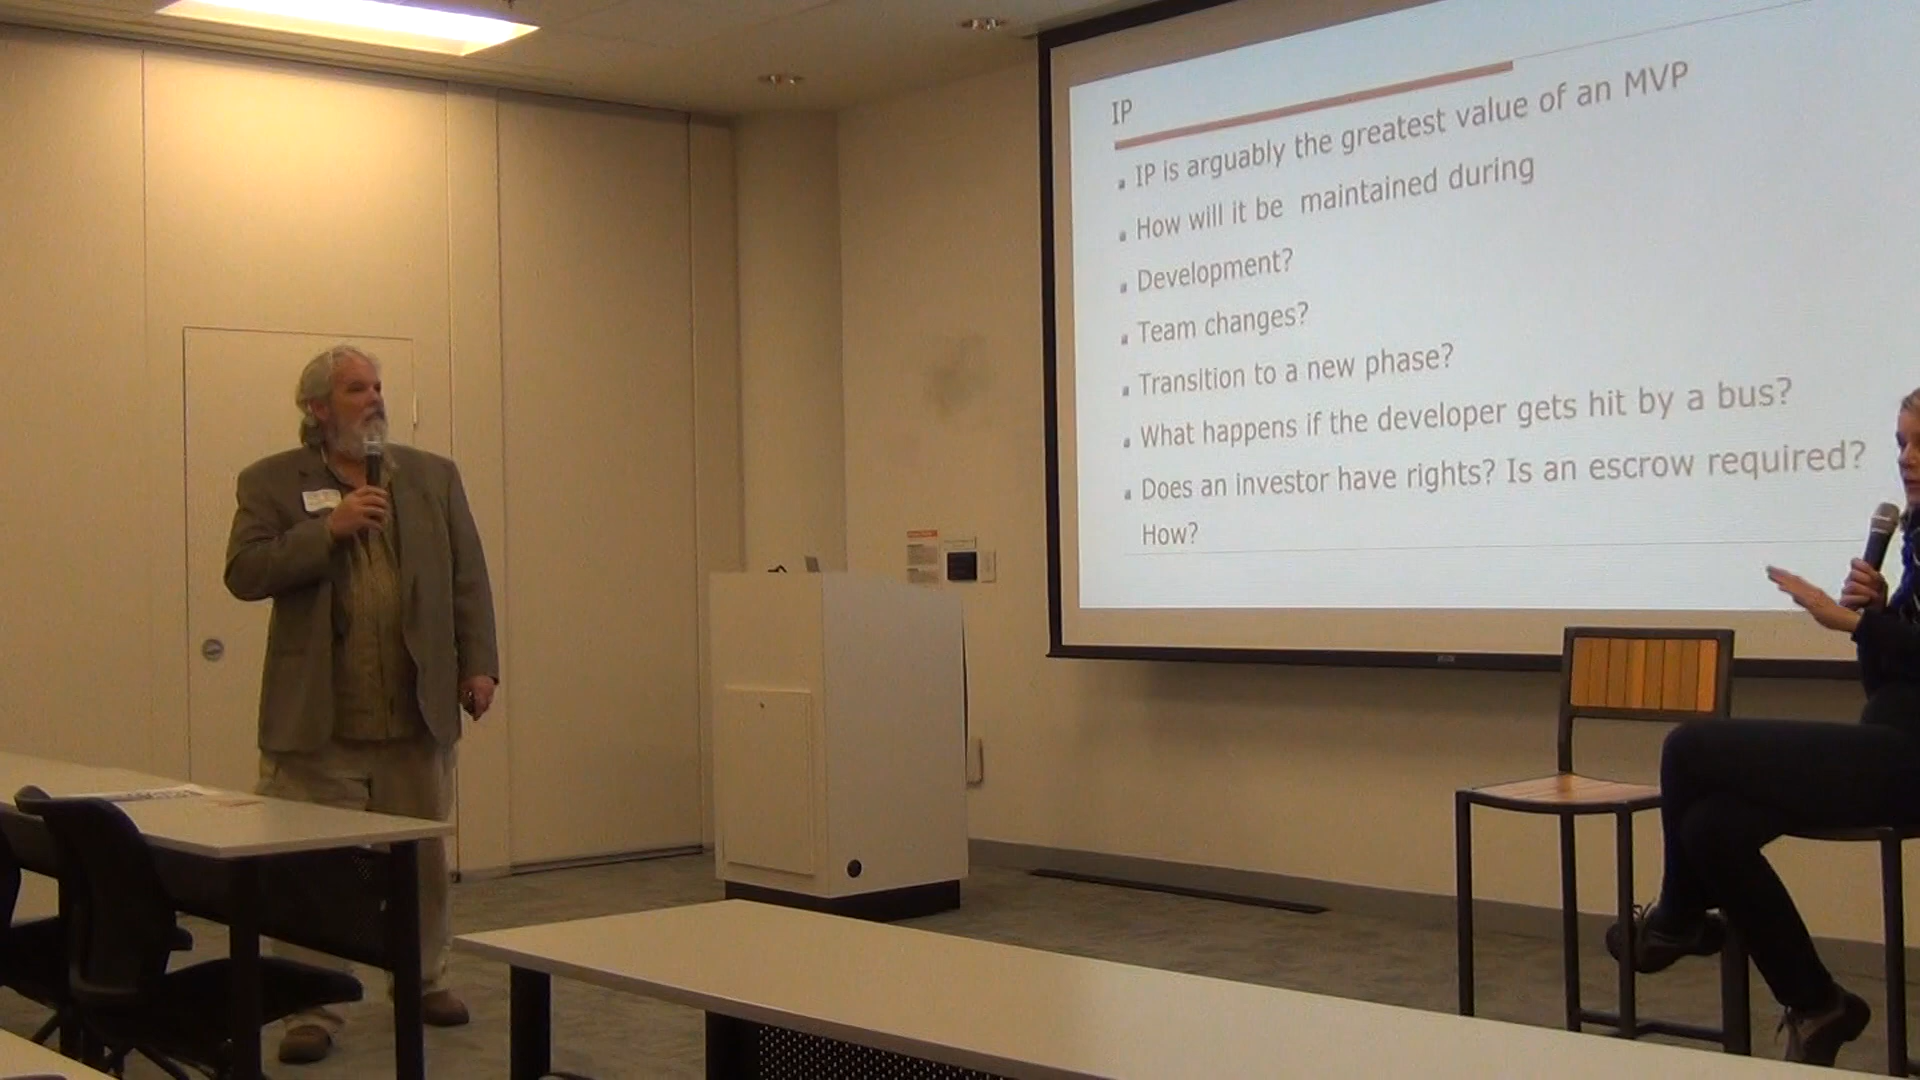 IP
IP is arguably the greatest value of an MVP
How will it be maintained during
Development?
Team changes?
Transition to a new phase?
What happens if the developer gets hit by a bus?
Does an investor have rights? Is an escrow required?
How?